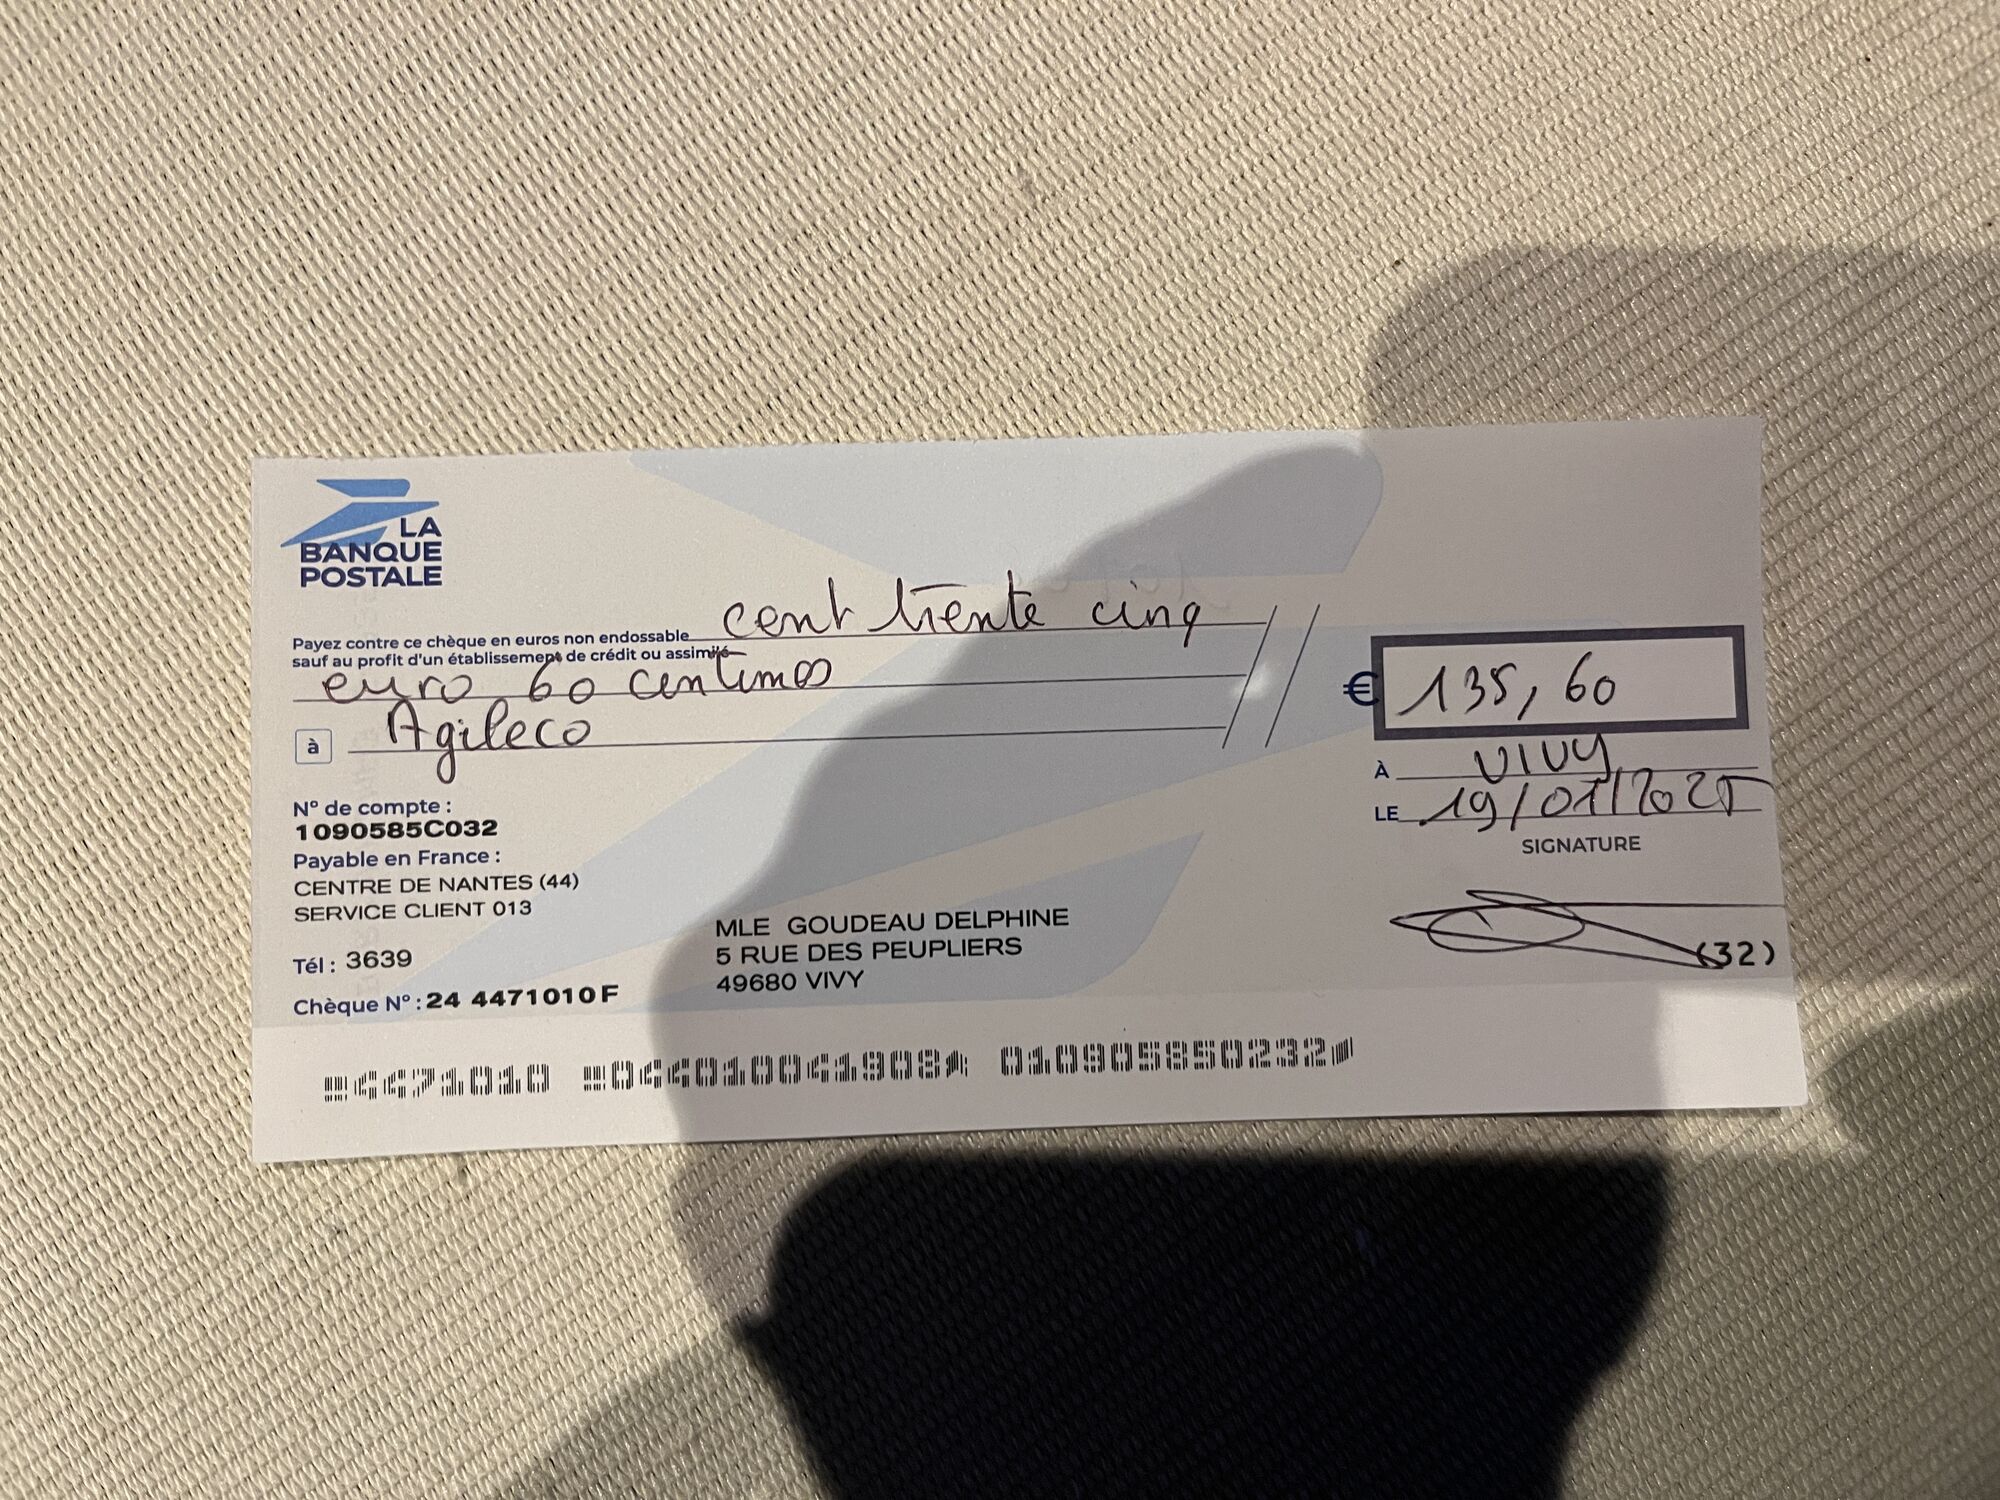 LA
BANQUE
POSTALE
Payez contre ce chèque en euros non endossable cent trente cinq
sauf au profit d'un établissement de crédit ou assimilé
euro 60 centimes
à Agileco
€ 135,60
À VIVY
LE 19/01/2025
SIGNATURE
N° de compte :
1090585C032
Payable en France :
CENTRE DE NANTES (44)
SERVICE CLIENT 013
Tél : 3639
Chèque N° : 24 4471010F
MLE GOUDEAU DELPHINE
5 RUE DES PEUPLIERS
49680 VIVY
(32)
4471010 044010041908 010905850232